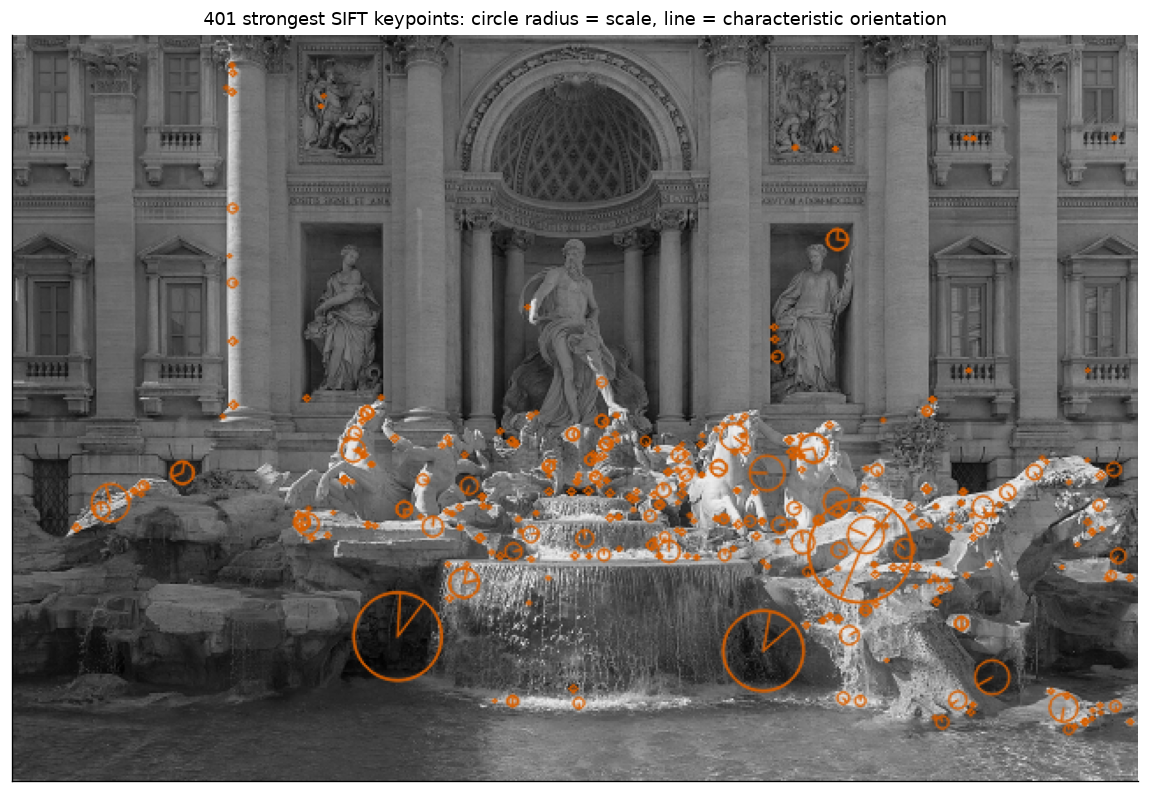 401 strongest SIFT keypoints: circle radius = scale, line = characteristic orientation